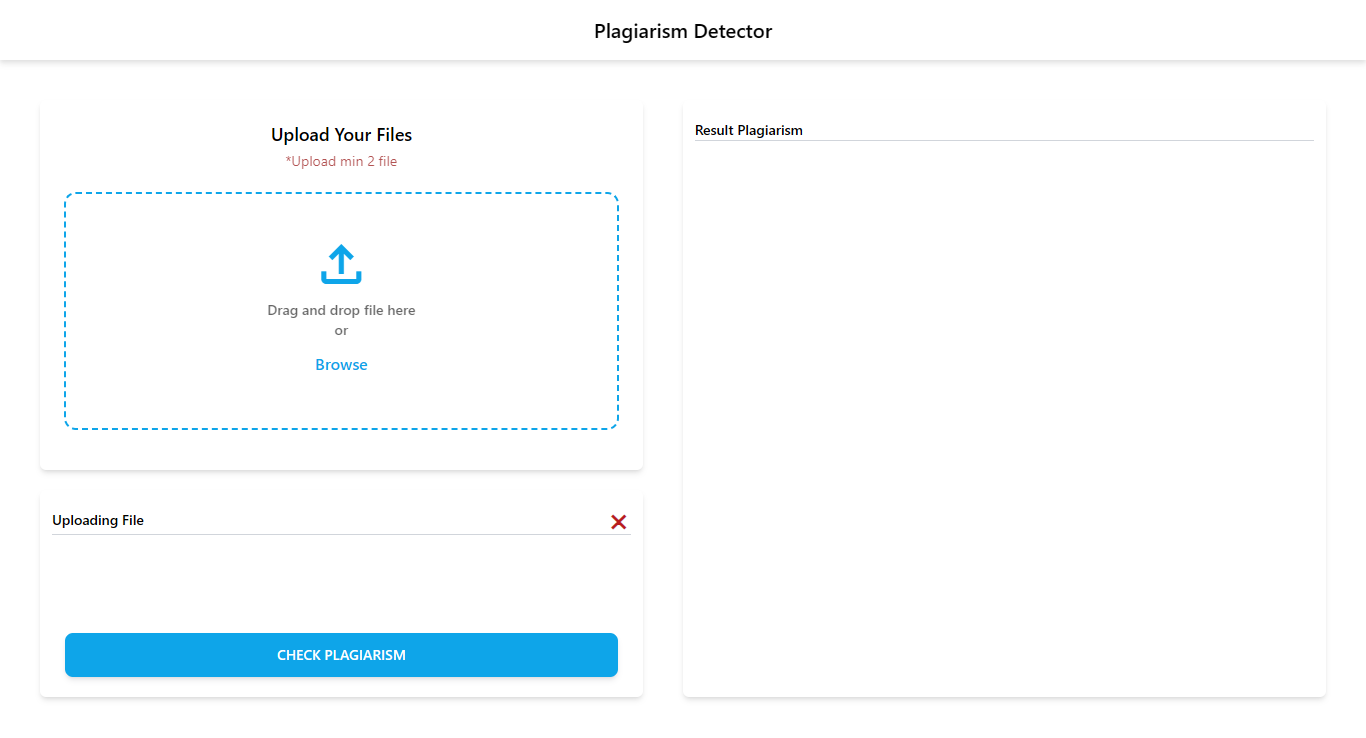 Plagiarism Detector
Upload Your Files
*Upload min 2 file
Drag and drop file here
or
Browse
Uploading File
CHECK PLAGIARISM
Result Plagiarism